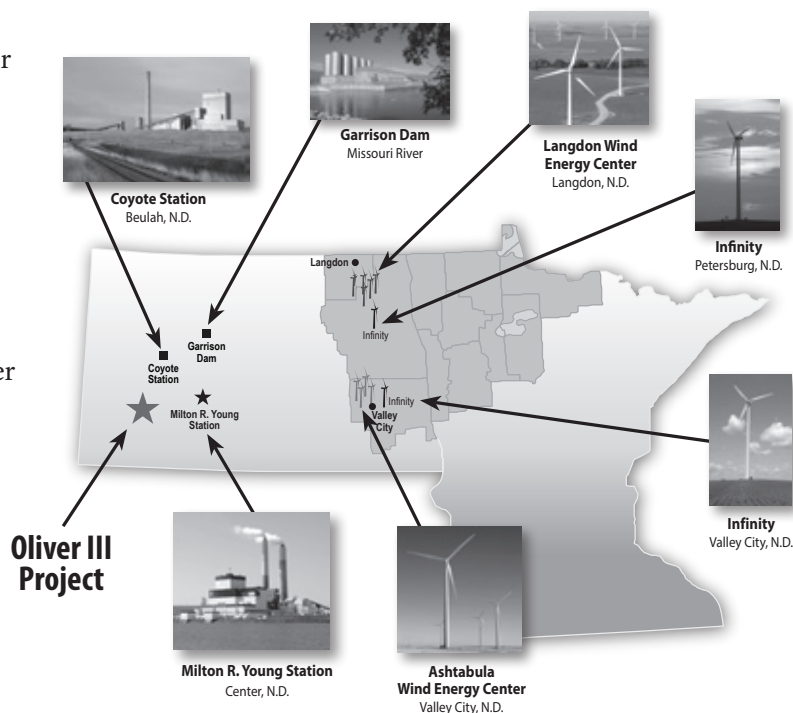 r
er
Coyote Station
Beulah, N.D.
Garrison Dam
Missouri River
Langdon Wind
Energy Center
Langdon, N.D.
Infinity
Petersburg, N.D.
Langdon
Infinity
Garrison
Dam
Coyote
Station
Milton R. Young
Station
Infinity
Valley
City
Oliver III
Project
Infinity
Valley City, N.D.
Milton R. Young Station
Center, N.D.
Ashtabula
Wind Energy Center
Valley City, N.D.